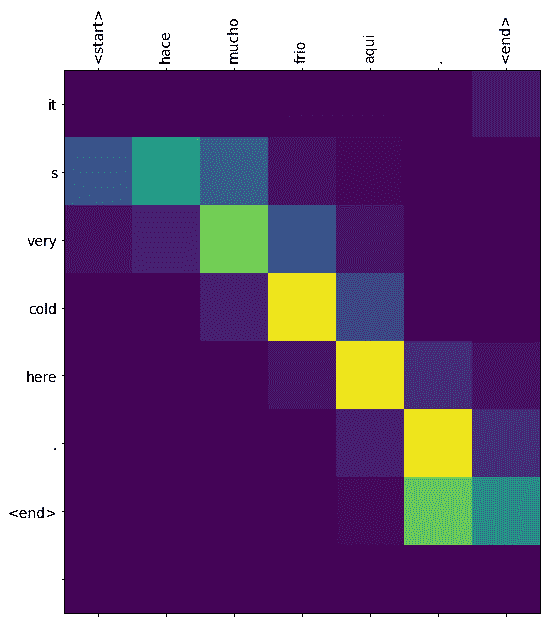 <start> hace mucho frio aqui . <end>
it
s
very
cold
here
.
<end>